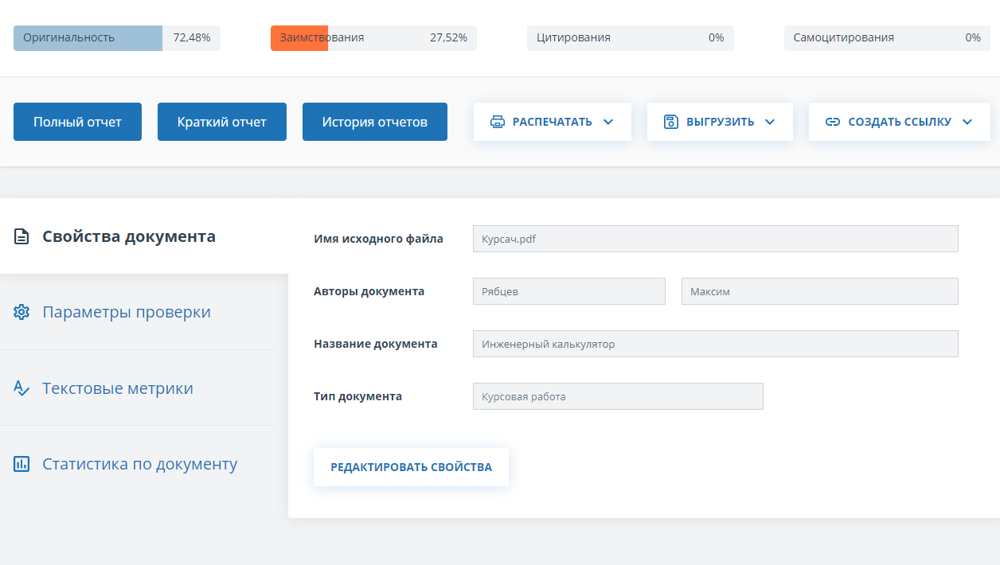 Оригинальность 72,48% Заимствования 27,52% Цитирования 0% Самоцитирования 0%
Полный отчет Краткий отчет История отчетов РАСПЕЧАТАТЬ ВЫГРУЗИТЬ СОЗДАТЬ ССЫЛКУ
Свойства документа
Параметры проверки
Текстовые метрики
Статистика по документу
Имя исходного файла Курсач.pdf
Авторы документа Рябцев Максим
Название документа Инженерный калькулятор
Тип документа Курсовая работа
РЕДАКТИРОВАТЬ СВОЙСТВА